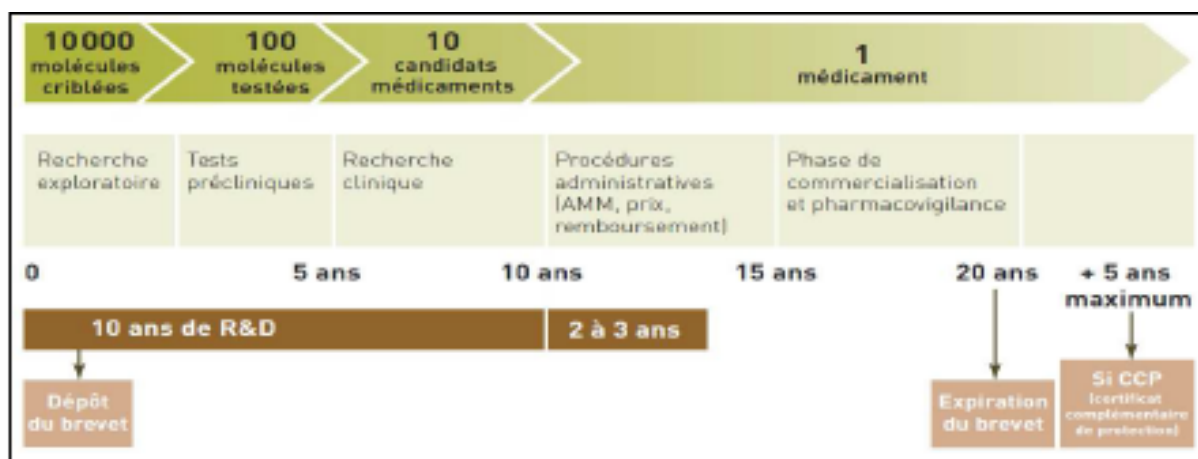 10 000
molécules
criblées
100
molécules
testées
10
candidats
médicaments
1
médicament
Recherche
exploratoire
Tests
précliniques
Recherche
clinique
Procédures
administratives
(AMM, prix,
remboursement)
Phase de
commercialisation
et pharmacovigilance
0
5 ans
10 ans
15 ans
20 ans
+ 5 ans
maximum
10 ans de R&D
2 à 3 ans
Dépôt
du brevet
Expiration
du brevet
Si CCP
(certificat
complémentaire
de protection)